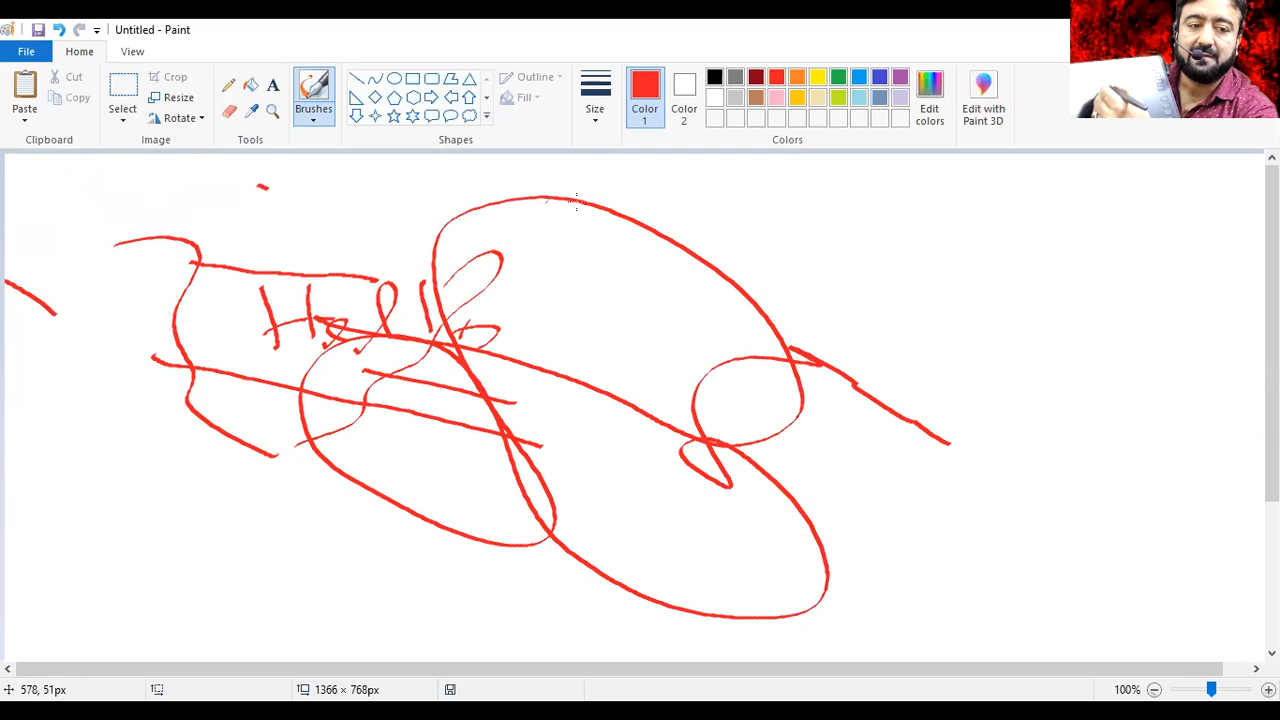 Untitled - Paint
File Home View
Paste
Cut
Copy
Clipboard
Select
Crop
Resize
Rotate
Image
Tools
Brushes
Shapes
Outline
Fill
Size
Color 1
Color 2
Edit colors
Edit with Paint 3D
Colors
Hello
578, 51px
1366 × 768px
100%